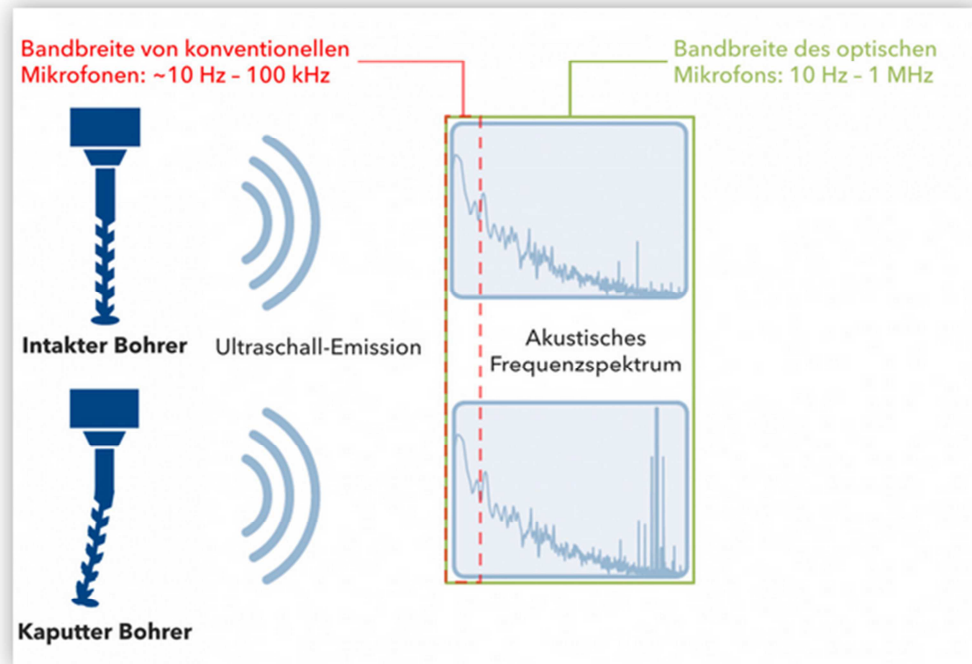 Bandbreite von konventionellen
Mikrofonen: ~10 Hz – 100 kHz
Bandbreite des optischen
Mikrofons: 10 Hz – 1 MHz
Intakter Bohrer
Ultraschall-Emission
Akustisches
Frequenzspektrum
Kaputter Bohrer